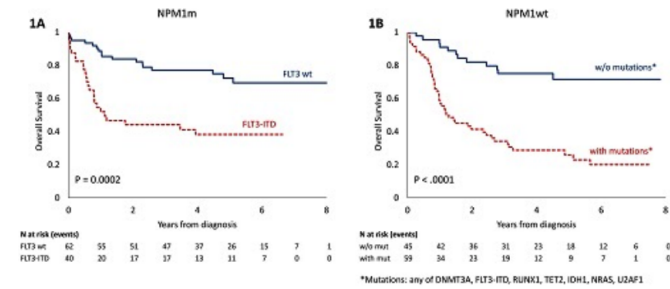 NPM1m
1A
Overall Survival
1
0.8
0.6
0.4
0.2
0
FLT3 wt
FLT3-ITD
P = 0.0002
0 2 4 6 8
Years from diagnosis
N at risk (events)
FLT3 wt 62 55 51 47 37 26 15 7 1
FLT3-ITD 40 20 17 17 13 11 7 0 0
NPM1wt
1B
Overall Survival
1
0.8
0.6
0.4
0.2
0
w/o mutations*
with mutations*
P < .0001
0 2 4 6 8
Years from diagnosis
N at risk (events)
w/o mut 45 42 36 31 23 18 12 6 0
with mut 59 34 23 19 12 9 7 1 0
*Mutations: any of DNMT3A, FLT3-ITD, RUNX1, TET2, IDH1, NRAS, U2AF1